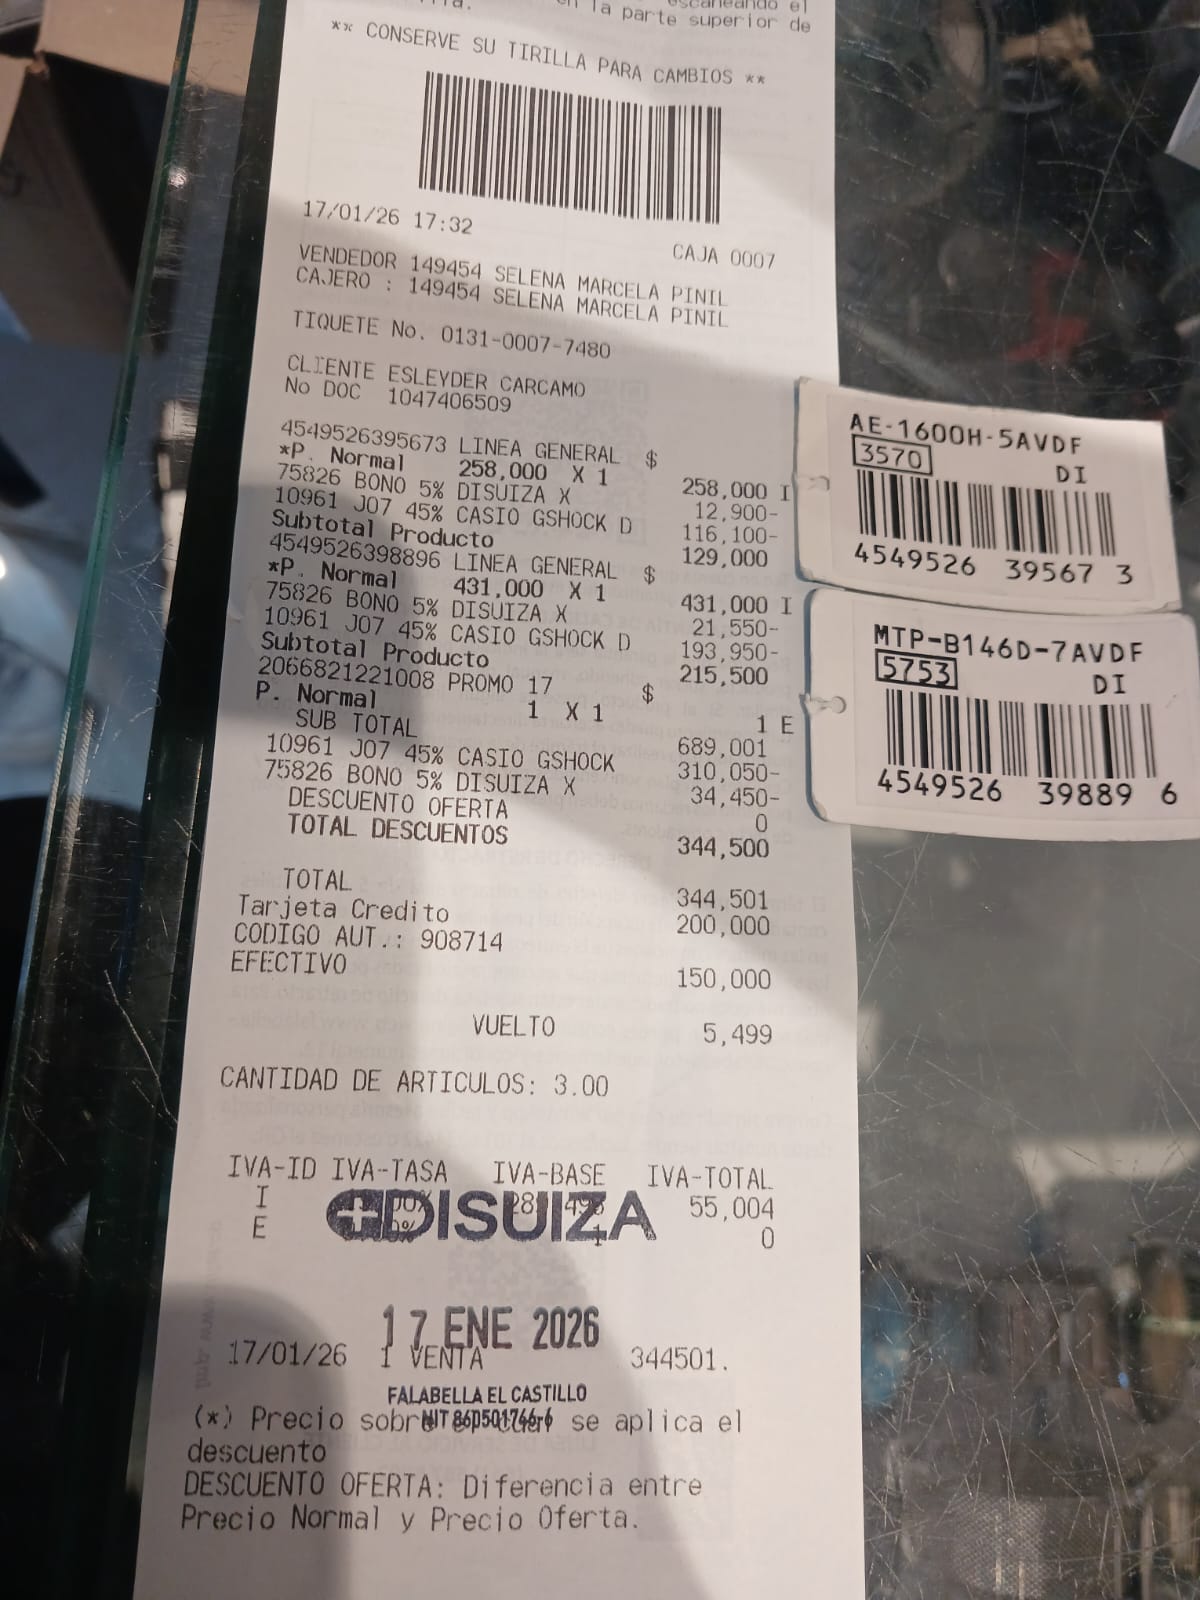 escaneando el
en la parte superior de
** CONSERVE SU TIRILLA PARA CAMBIOS **
17/01/26 17:32
CAJA 0007
VENDEDOR 149454 SELENA MARCELA PINIL
CAJERO : 149454 SELENA MARCELA PINIL
TIQUETE No. 0131-0007-7480
CLIENTE ESLEYDER CARCAMO
No DOC 1047406509
4549526395673 LINEA GENERAL $
*P. Normal 258,000 X 1 258,000 I
75826 BONO 5% DISUIZA X 12,900-
10961 J07 45% CASIO GSHOCK D 116,100-
Subtotal Producto 129,000
4549526398896 LINEA GENERAL $
*P. Normal 431,000 X 1 431,000 I
75826 BONO 5% DISUIZA X 21,550-
10961 J07 45% CASIO GSHOCK D 193,950-
Subtotal Producto 215,500
2066821221008 PROMO 17 $
P. Normal 1 X 1 1 E
SUB TOTAL 689,001
10961 J07 45% CASIO GSHOCK 310,050-
75826 BONO 5% DISUIZA X 34,450-
DESCUENTO OFERTA 0
TOTAL DESCUENTOS 344,500
TOTAL 344,501
Tarjeta Credito 200,000
CODIGO AUT.: 908714
EFECTIVO 150,000
VUELTO 5,499
CANTIDAD DE ARTICULOS: 3.00
IVA-ID IVA-TASA IVA-BASE IVA-TOTAL
I 55,004
E 0
DISUIZA
17 ENE 2026
17/01/26 1 VENTA 344501.
FALABELLA EL CASTILLO
NIT
(*) Precio sobre se aplica el
descuento
DESCUENTO OFERTA: Diferencia entre
Precio Normal y Precio Oferta.
AE-1600H-5AVDF
3570 DI
4549526 39567 3
MTP-B146D-7AVDF
5753 DI
4549526 39889 6